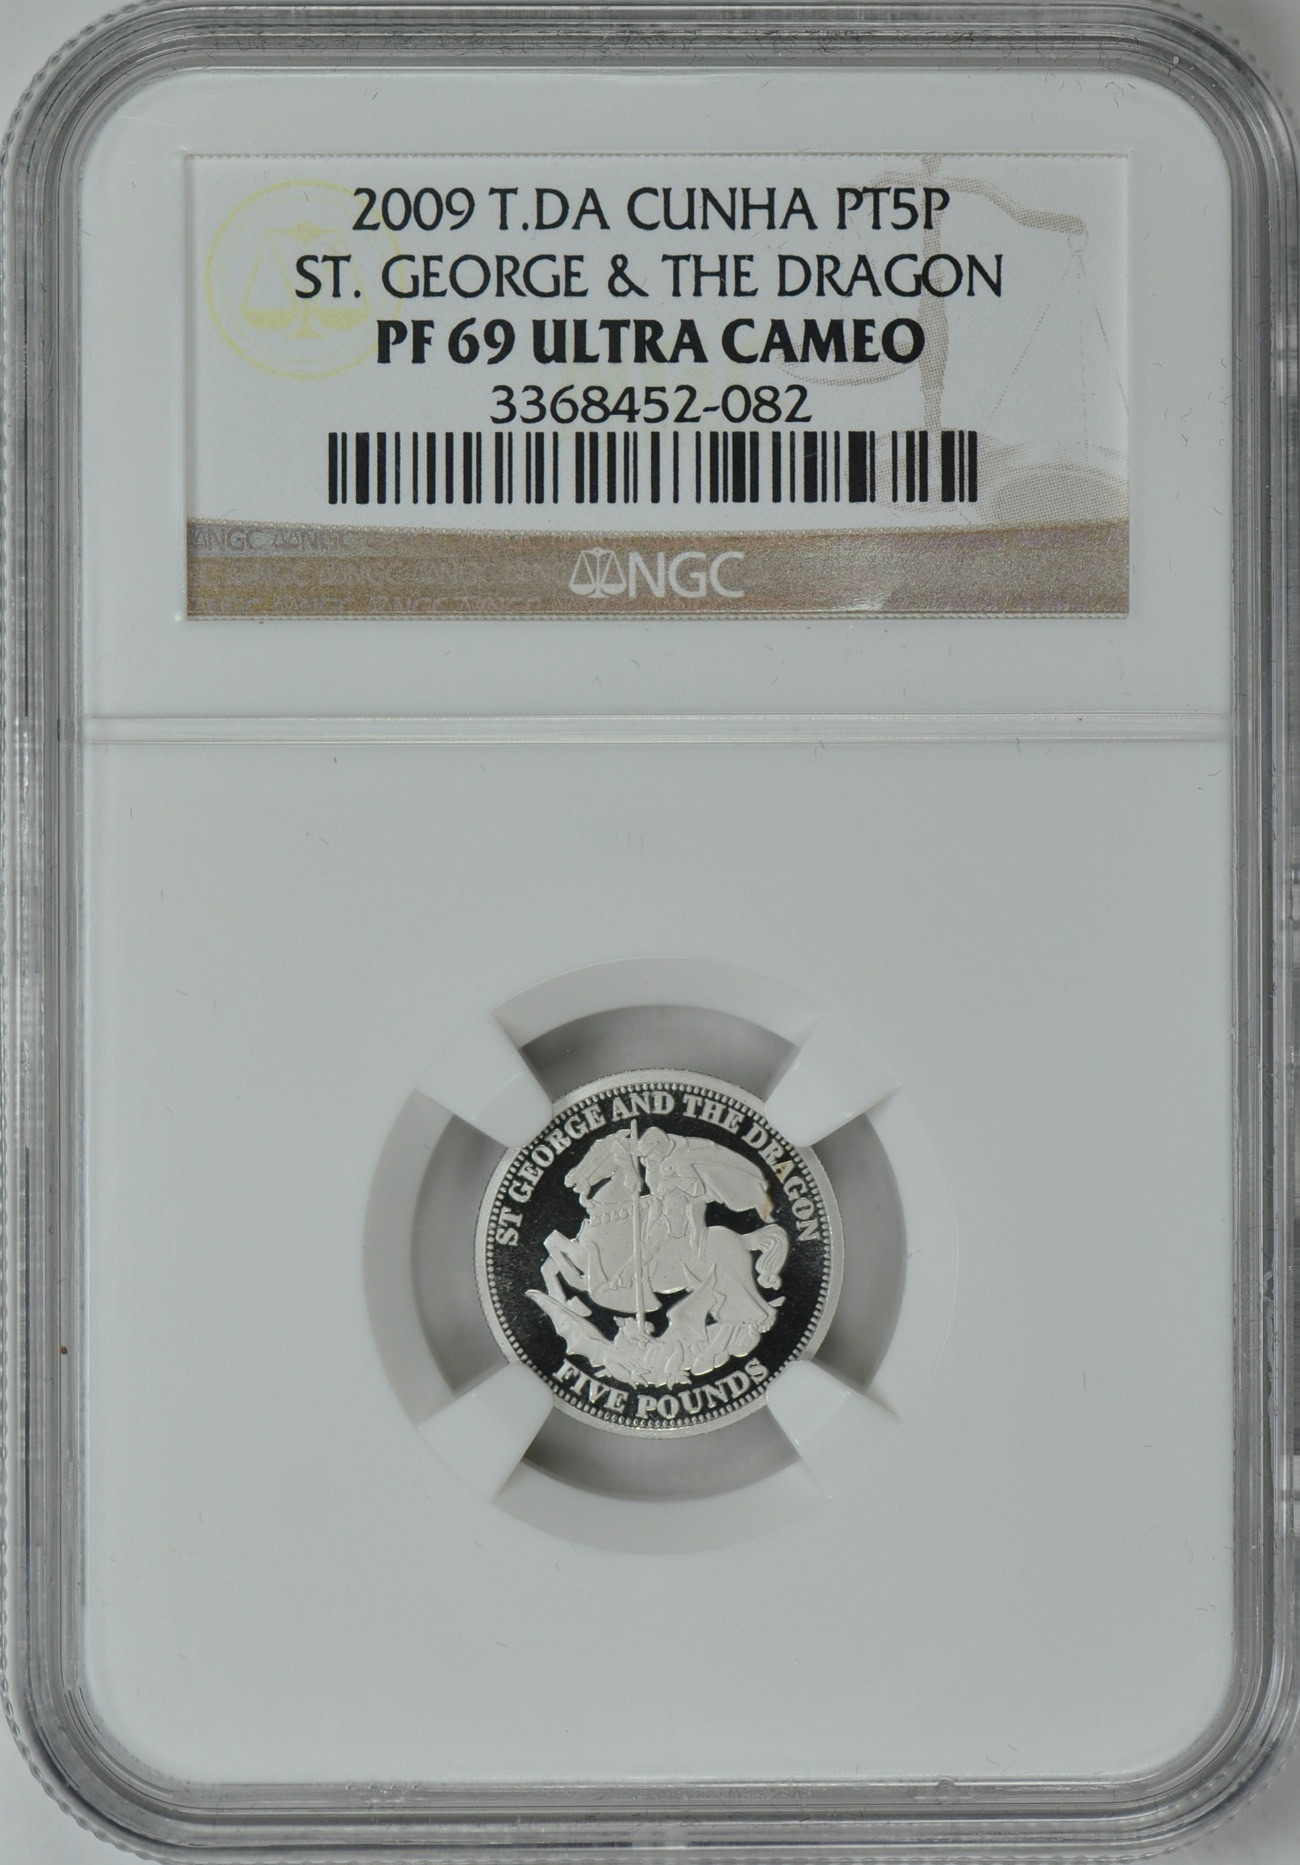 2009 T.DA CUNHA PT5P
ST. GEORGE & THE DRAGON
PF 69 ULTRA CAMEO
3368452-082
NGC
ST GEORGE AND THE DRAGON
FIVE POUNDS